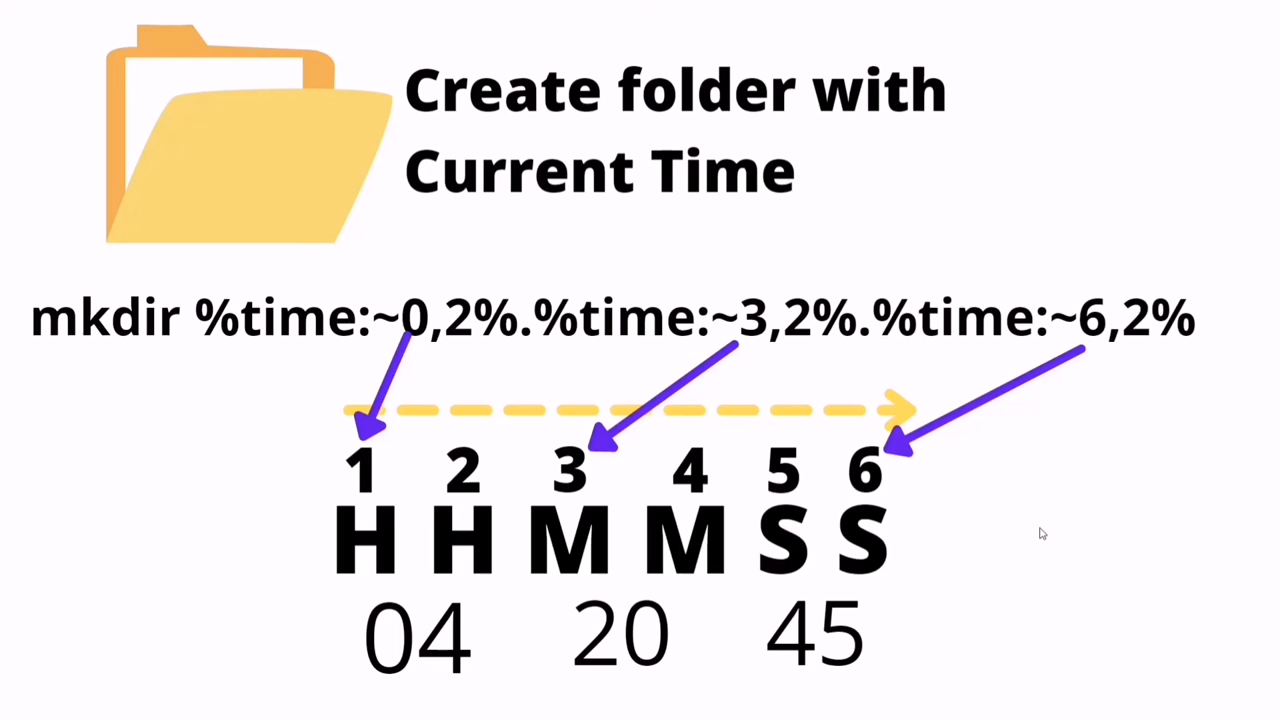 Create folder with
Current Time
mkdir %time:~0,2%.%time:~3,2%.%time:~6,2%
1 2 3 4 5 6
H H M M S S
04 20 45